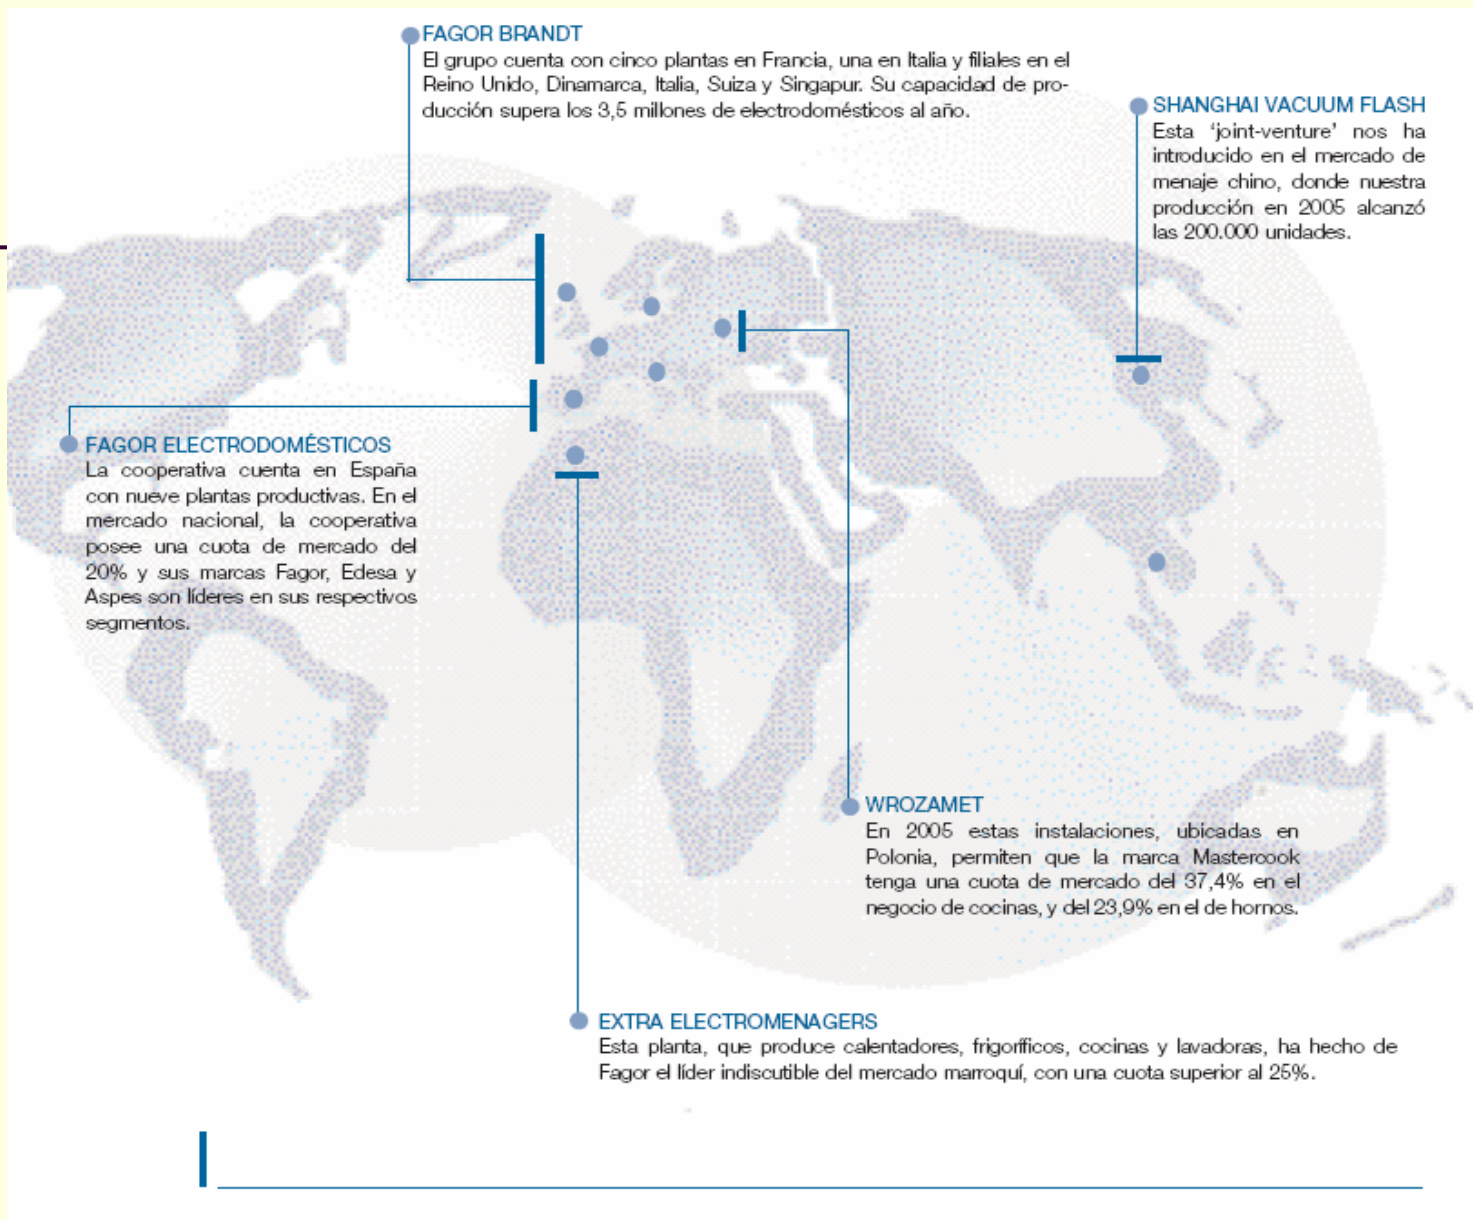 FAGOR BRANDT
El grupo cuenta con cinco plantas en Francia, una en Italia y filiales en el
Reino Unido, Dinamarca, Italia, Suiza y Singapur. Su capacidad de pro-
ducción supera los 3,5 millones de electrodomésticos al año.
SHANGHAI VACUUM FLASH
Esta ‘joint-venture’ nos ha
introducido en el mercado de
menaje chino, donde nuestra
producción en 2005 alcanzó
las 200.000 unidades.
FAGOR ELECTRODOMÉSTICOS
La cooperativa cuenta en España
con nueve plantas productivas. En el
mercado nacional, la cooperativa
posee una cuota de mercado del
20% y sus marcas Fagor, Edesa y
Aspes son líderes en sus respectivos
segmentos.
WROZAMET
En 2005 estas instalaciones, ubicadas en
Polonia, permiten que la marca Mastercook
tenga una cuota de mercado del 37,4% en el
negocio de cocinas, y del 23,9% en el de hornos.
EXTRA ELECTROMENAGERS
Esta planta, que produce calentadores, frigoríficos, cocinas y lavadoras, ha hecho de
Fagor el líder indiscutible del mercado marroquí, con una cuota superior al 25%.